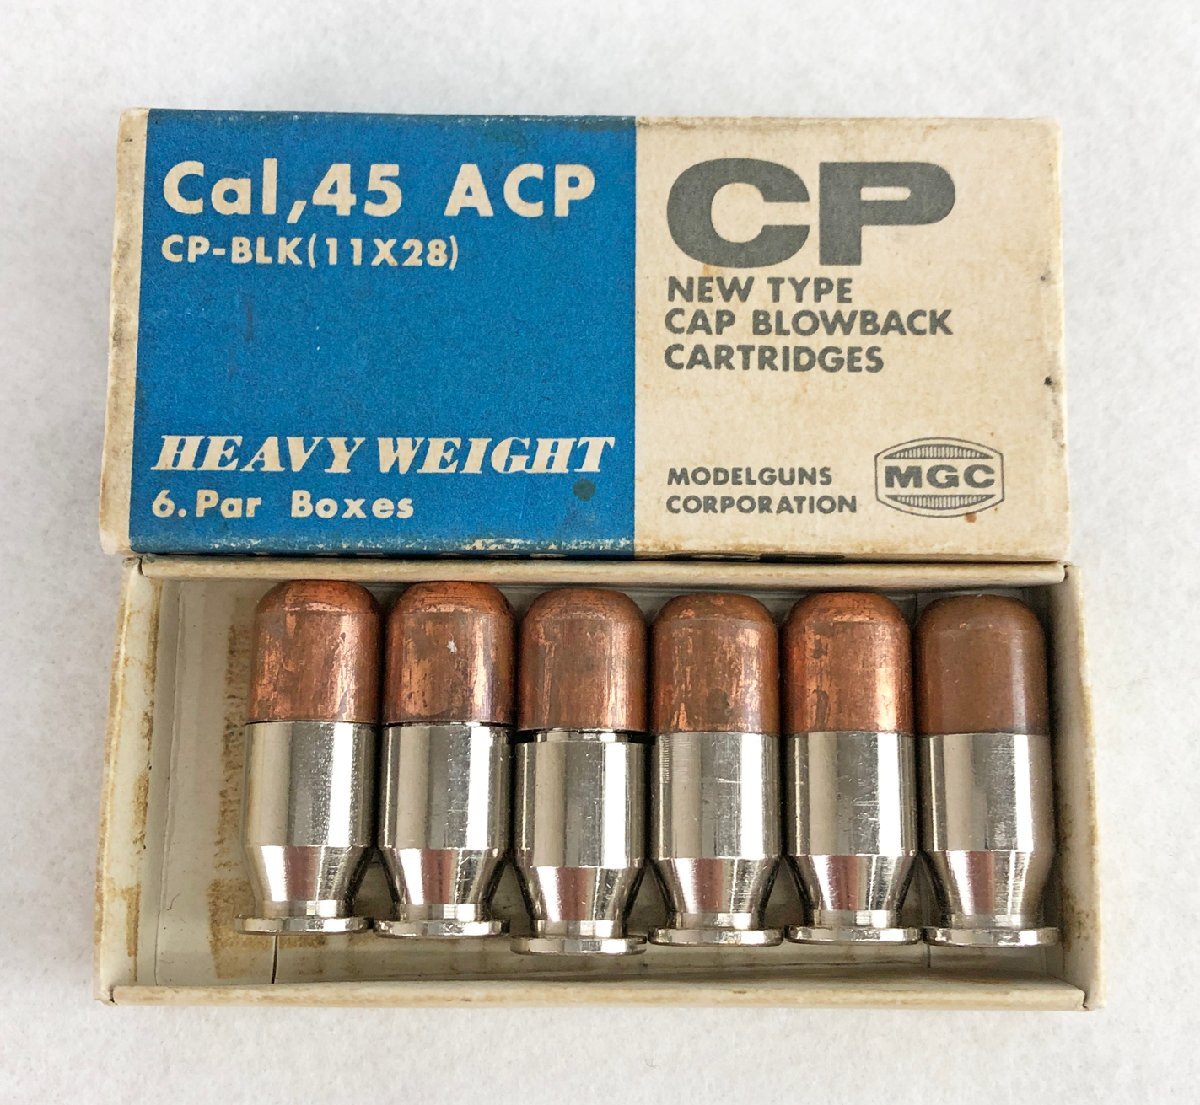 Cal,45 ACP
CP-BLK(11X28)
HEAVY WEIGHT
6.Par Boxes
CP
NEW TYPE
CAP BLOWBACK
CARTRIDGES
MODELGUNS
CORPORATION
MGC